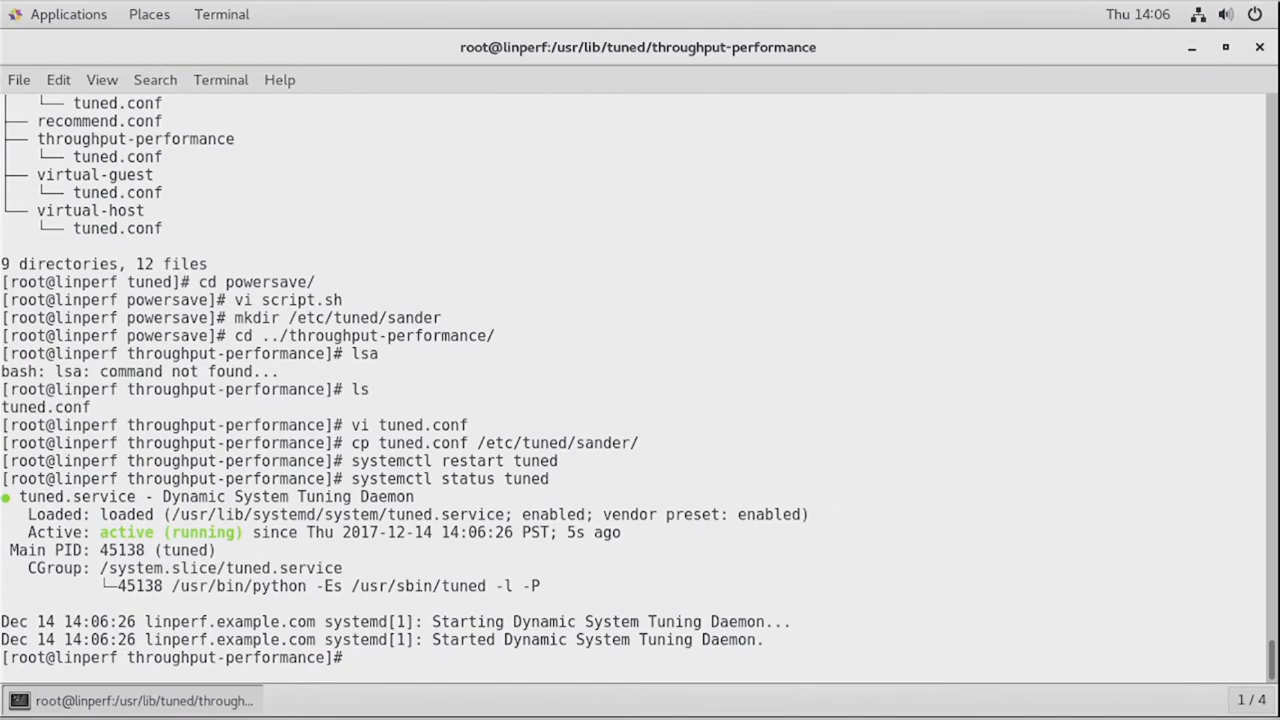 Applications Places Terminal Thu 14:06
root@linperf:/usr/lib/tuned/throughput-performance
File Edit View Search Terminal Help
│   └── tuned.conf
├── recommend.conf
├── throughput-performance
│   └── tuned.conf
├── virtual-guest
│   └── tuned.conf
└── virtual-host
    └── tuned.conf
9 directories, 12 files
[root@linperf tuned]# cd powersave/
[root@linperf powersave]# vi script.sh
[root@linperf powersave]# mkdir /etc/tuned/sander
[root@linperf powersave]# cd ../throughput-performance/
[root@linperf throughput-performance]# lsa
bash: lsa: command not found...
[root@linperf throughput-performance]# ls
tuned.conf
[root@linperf throughput-performance]# vi tuned.conf
[root@linperf throughput-performance]# cp tuned.conf /etc/tuned/sander/
[root@linperf throughput-performance]# systemctl restart tuned
[root@linperf throughput-performance]# systemctl status tuned
● tuned.service - Dynamic System Tuning Daemon
   Loaded: loaded (/usr/lib/systemd/system/tuned.service; enabled; vendor preset: enabled)
   Active: active (running) since Thu 2017-12-14 14:06:26 PST; 5s ago
 Main PID: 45138 (tuned)
   CGroup: /system.slice/tuned.service
           └─45138 /usr/bin/python -Es /usr/sbin/tuned -l -P
Dec 14 14:06:26 linperf.example.com systemd[1]: Starting Dynamic System Tuning Daemon...
Dec 14 14:06:26 linperf.example.com systemd[1]: Started Dynamic System Tuning Daemon.
[root@linperf throughput-performance]#
root@linperf:/usr/lib/tuned/through... 1 / 4